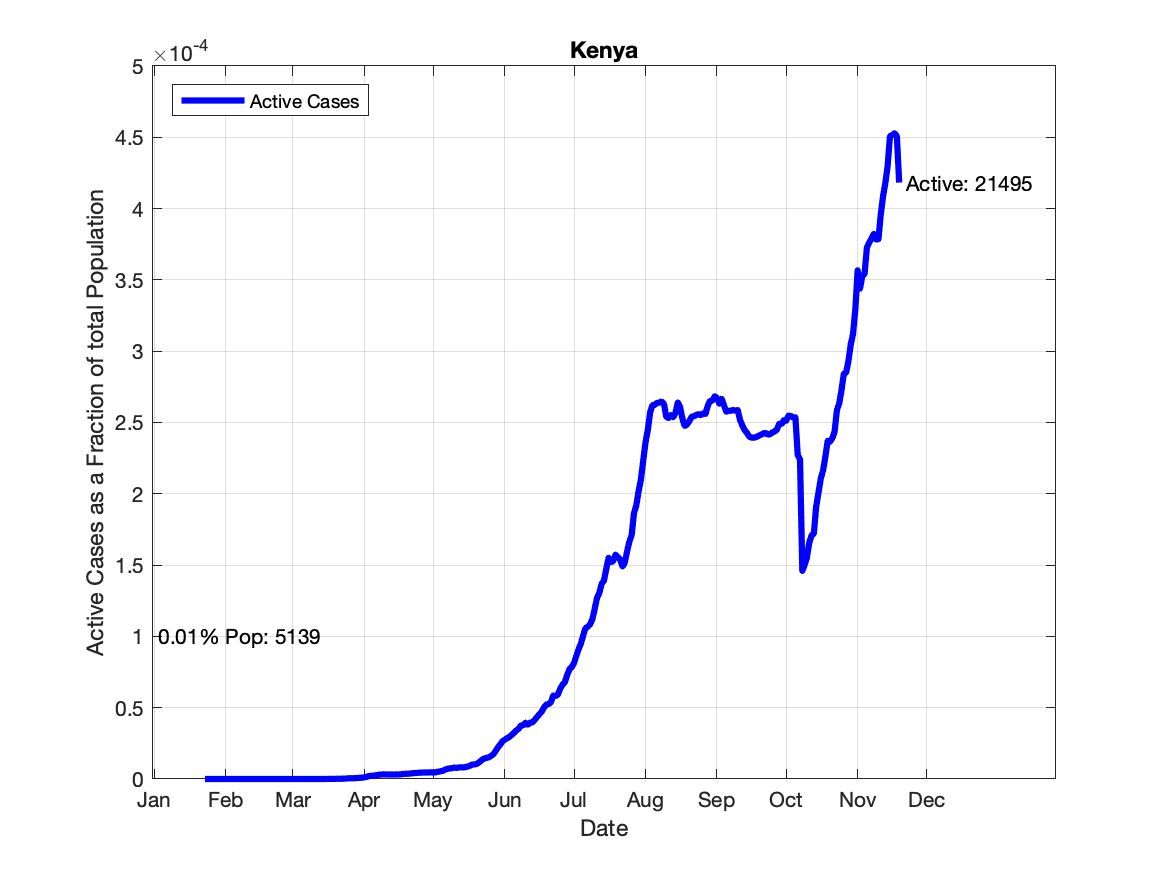 Kenya
×10-4
5
4.5
4
3.5
3
2.5
2
1.5
1
0.5
0
Active Cases
Active: 21495
0.01% Pop: 5139
Active Cases as a Fraction of total Population
Jan Feb Mar Apr May Jun Jul Aug Sep Oct Nov Dec
Date